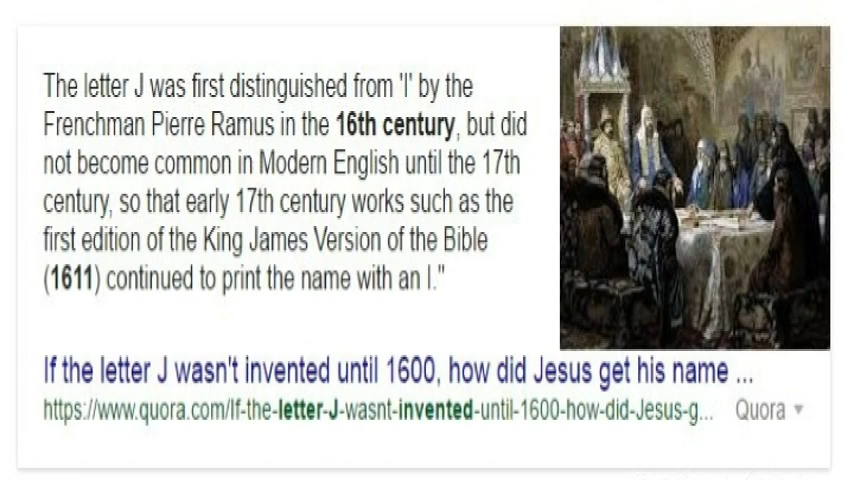 The letter J was first distinguished from 'I' by the
Frenchman Pierre Ramus in the 16th century, but did
not become common in Modern English until the 17th
century, so that early 17th century works such as the
first edition of the King James Version of the Bible
(1611) continued to print the name with an I."
If the letter J wasn't invented until 1600, how did Jesus get his name ...
https://www.quora.com/If-the-letter-J-wasnt-invented-until-1600-how-did-Jesus-g... Quora ▼